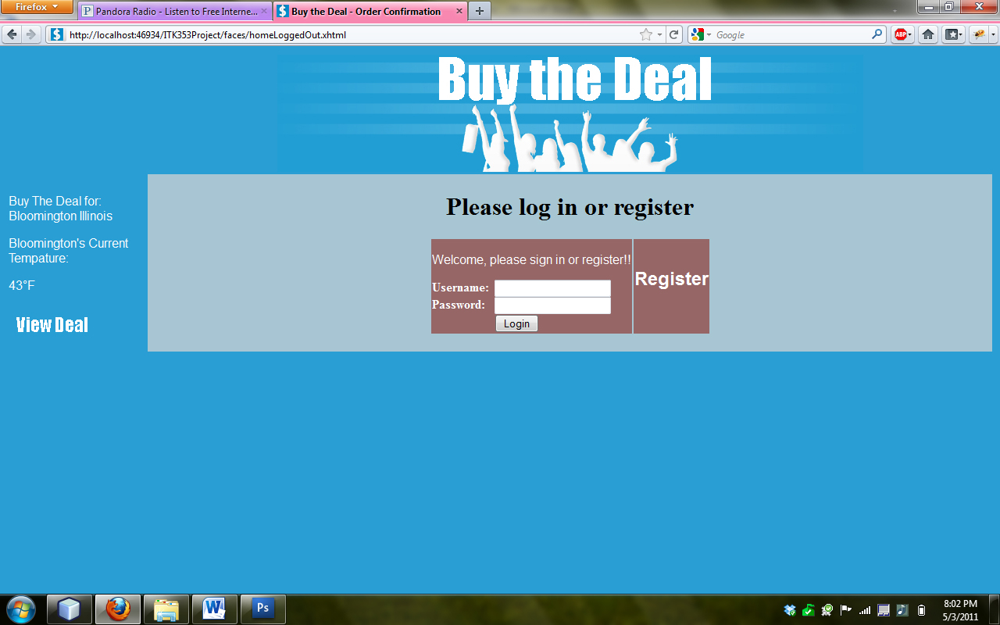 Firefox
Pandora Radio - Listen to Free Interne...
Buy the Deal - Order Confirmation
http://localhost:46934/ITK353Project/faces/homeLoggedOut.xhtml
Google
ABP
Buy the Deal
Buy The Deal for:
Bloomington Illinois
Bloomington's Current
Tempature:
43°F
View Deal
Please log in or register
Welcome, please sign in or register!!
Username:
Password:
Login
Register
Ps
8:02 PM
5/3/2011